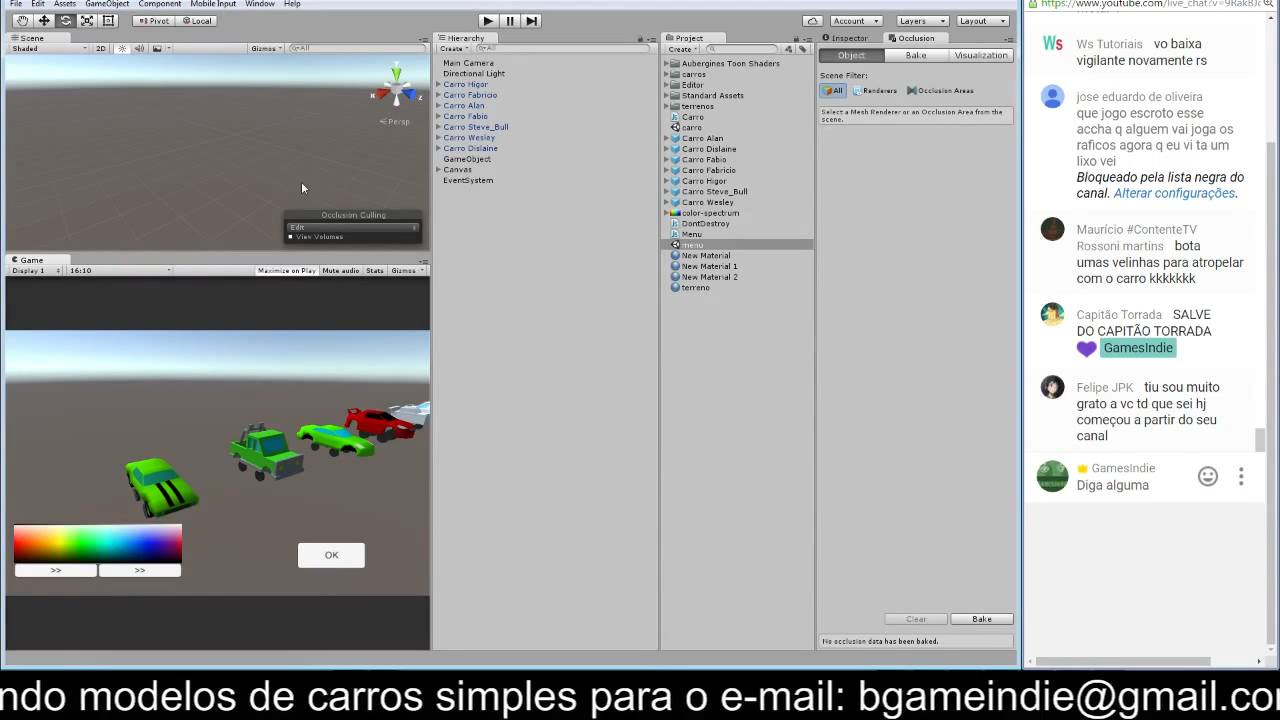 File Edit Assets GameObject Component Mobile Input Window Help
Pivot Local Account Layers Layout
Scene
Shaded 2D Gizmos All
x z
Persp
Occlusion Culling
Edit
View Volumes
Game
Display 1 16:10 Maximize on Play Mute audio Stats Gizmos
>> >>
OK
Hierarchy
Create All
Main Camera
Directional Light
Carro Higor
Carro Fabricio
Carro Alan
Carro Fabio
Carro Steve_Bull
Carro Wesley
Carro Dislaine
GameObject
Canvas
EventSystem
Project
Create
Aubergines Toon Shaders
carros
Editor
Standard Assets
terrenos
Carro
carro
Carro Alan
Carro Dislaine
Carro Fabio
Carro Fabricio
Carro Higor
Carro Steve_Bull
Carro Wesley
color-spectrum
DontDestroy
Menu
menu
New Material
New Material 1
New Material 2
terreno
Inspector Occlusion
Object Bake Visualization
Scene Filter:
All Renderers Occlusion Areas
Select a Mesh Renderer or an Occlusion Area from the
scene.
Clear Bake
No occlusion data has been baked.
Ws Tutoriais vo baixa
vigilante novamente rs
jose eduardo de oliveira
que jogo escroto esse
accha q alguem vai joga os
raficos agora q eu vi ta um
lixo vei
Bloqueado pela lista negra do
canal. Alterar configurações.
Maurício #ContenteTV
Rossoni martins bota
umas velinhas para atropelar
com o carro kkkkkkk
Capitão Torrada SALVE
DO CAPITÃO TORRADA
GamesIndie
Felipe JPK tiu sou muito
grato a vc td que sei hj
começou a partir do seu
canal
GamesIndie
Diga alguma
ndo modelos de carros simples para o e-mail: bgameindie@gmail.co